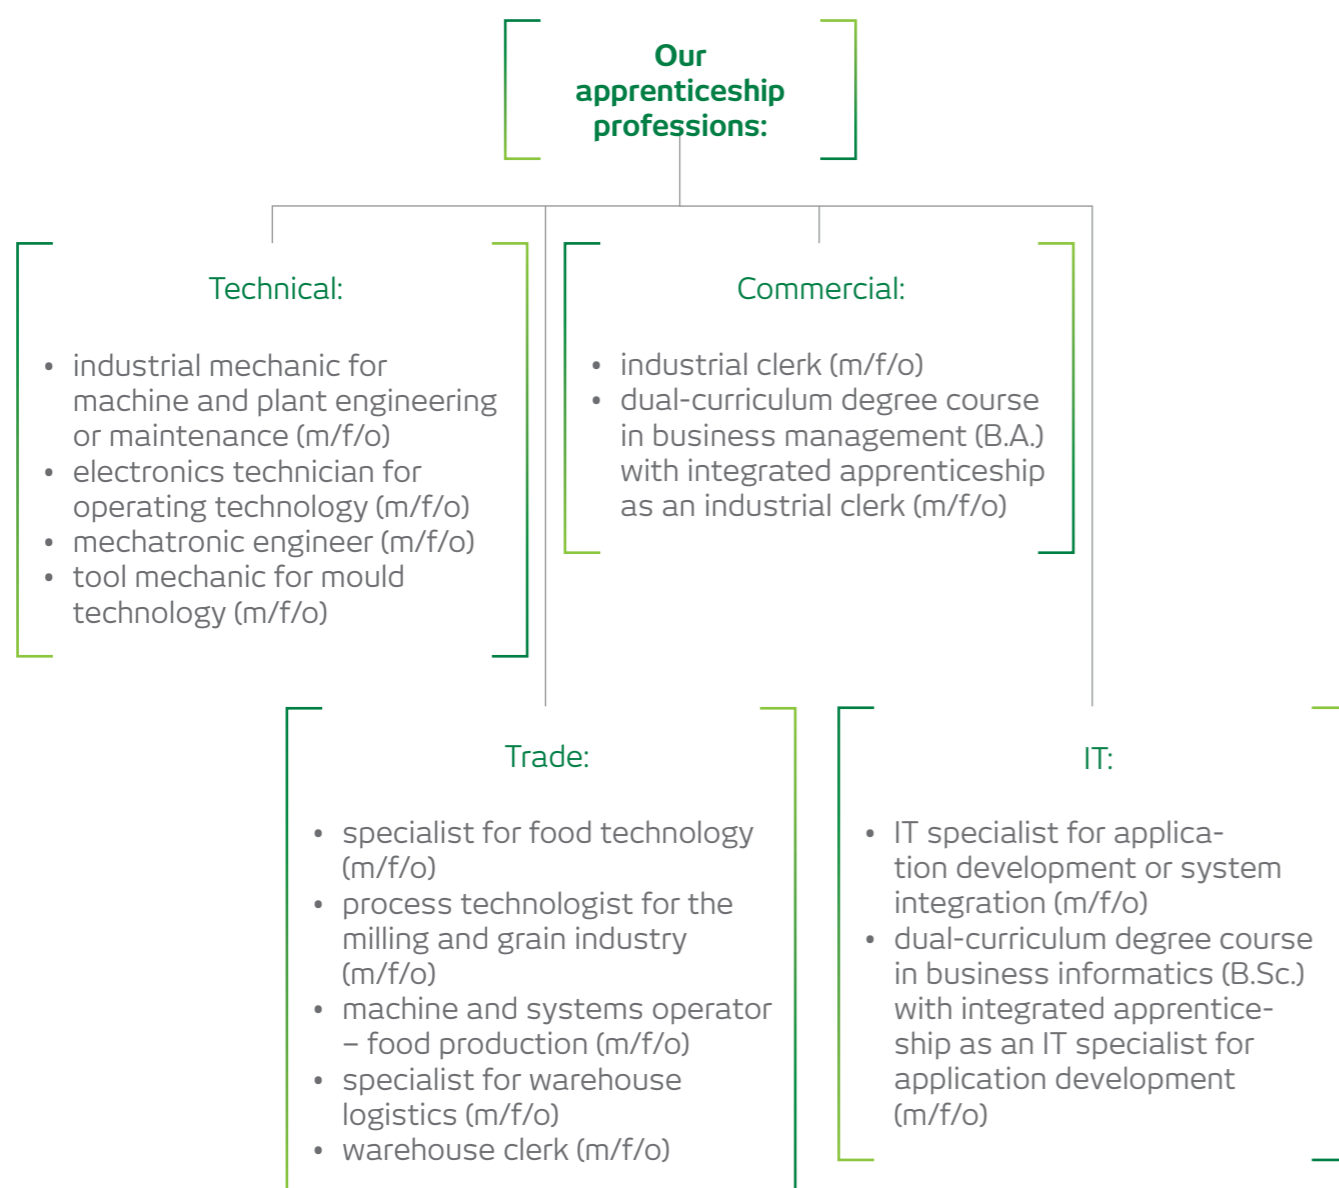 Our
apprenticeship
professions:
Technical:
• industrial mechanic for
machine and plant engineering
or maintenance (m/f/o)
• electronics technician for
operating technology (m/f/o)
• mechatronic engineer (m/f/o)
• tool mechanic for mould
technology (m/f/o)
Commercial:
• industrial clerk (m/f/o)
• dual-curriculum degree course
in business management (B.A.)
with integrated apprenticeship
as an industrial clerk (m/f/o)
Trade:
• specialist for food technology
(m/f/o)
• process technologist for the
milling and grain industry
(m/f/o)
• machine and systems operator
– food production (m/f/o)
• specialist for warehouse
logistics (m/f/o)
• warehouse clerk (m/f/o)
IT:
• IT specialist for applica-
tion development or system
integration (m/f/o)
• dual-curriculum degree course
in business informatics (B.Sc.)
with integrated apprentice-
ship as an IT specialist for
application development
(m/f/o)